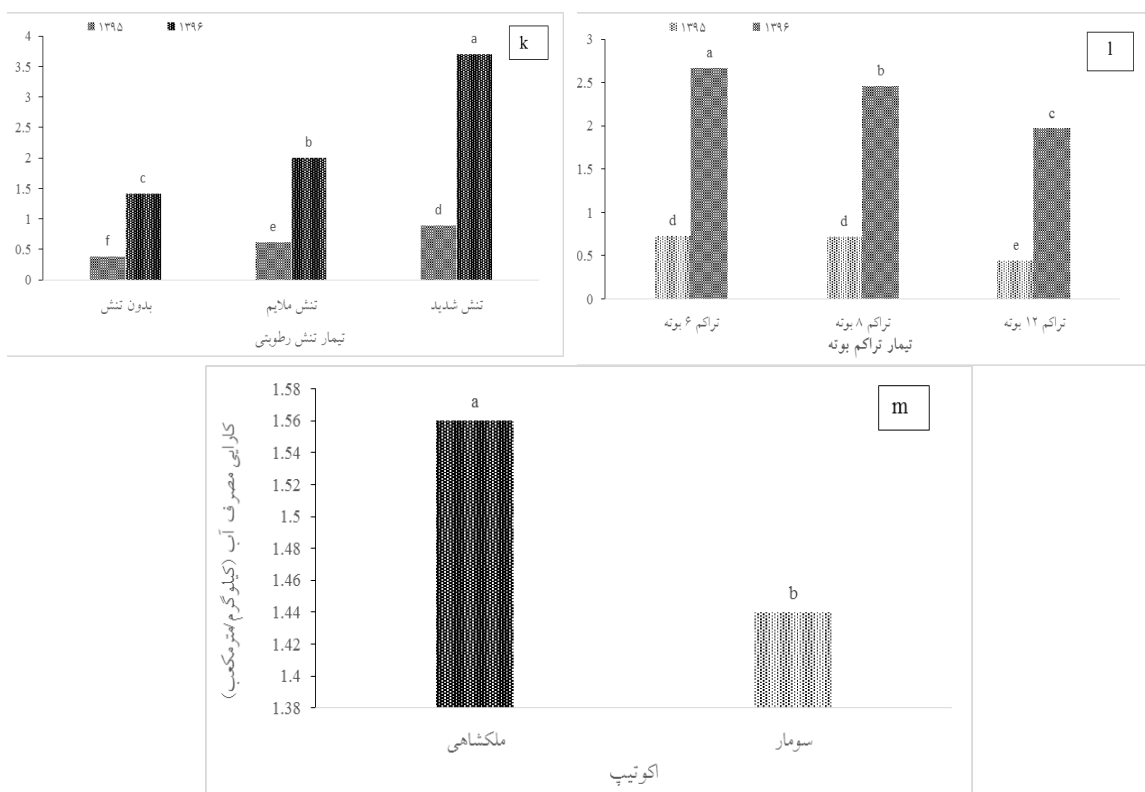 ۱۳۹۵ ۱۳۹۶
k
4
3.5
3
2.5
2
1.5
1
0.5
0
f c e b d a
بدون تنش تنش ملایم تنش شدید
تیمار تنش رطوبتی
۱۳۹۵ ۱۳۹۶
l
3
2.5
2
1.5
1
0.5
0
d a d b e c
تراکم ۶ بوته تراکم ۸ بوته تراکم ۱۲ بوته
تیمار تراکم بوته
m
کارایی مصرف آب (کیلوگرم/مترمکعب)
1.58
1.56
1.54
1.52
1.5
1.48
1.46
1.44
1.42
1.4
1.38
a b
ملکشاهی سومار
اکوتیپ